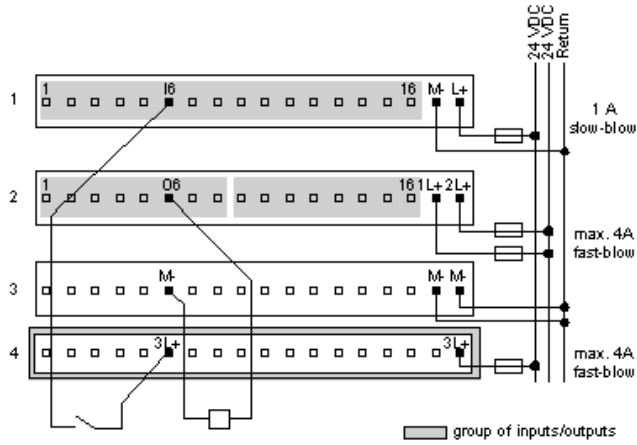 24 VDC
24 VDC
Return
1
1 I6 16 M- L+
1 A
slow-blow
2
1 O6 16 1L+ 2L+
max. 4A
fast-blow
3
M- M- M-
4
3L+ 3L+
max. 4A
fast-blow
group of inputs/outputs